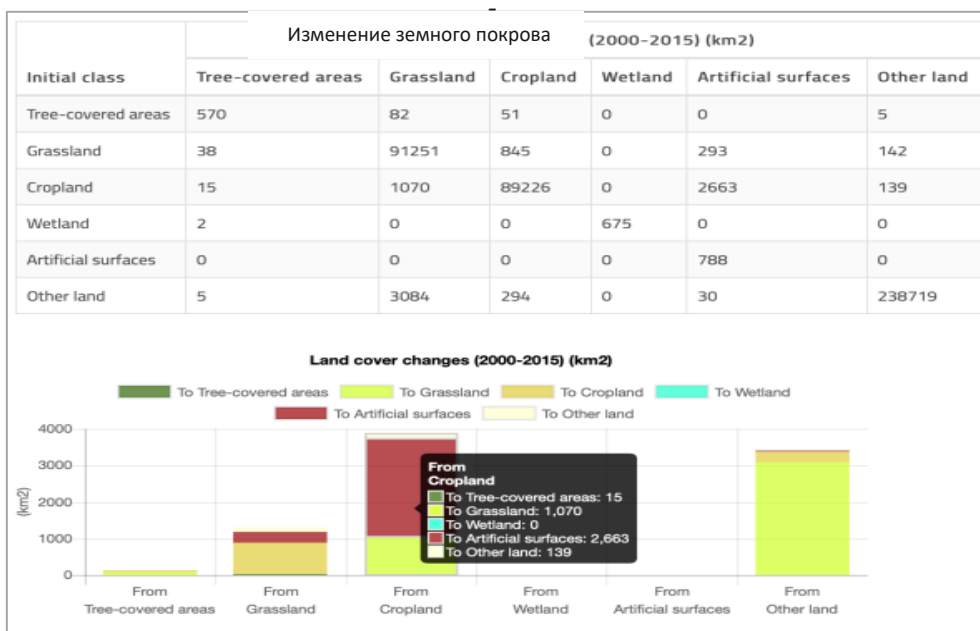 Изменение земного покрова (2000-2015) (km2)
Initial class Tree-covered areas Grassland Cropland Wetland Artificial surfaces Other land
Tree-covered areas 570 82 51 0 0 5
Grassland 38 91251 845 0 293 142
Cropland 15 1070 89226 0 2663 139
Wetland 2 0 0 675 0 0
Artificial surfaces 0 0 0 0 788 0
Other land 5 3084 294 0 30 238719
Land cover changes (2000-2015) (km2)
To Tree-covered areas To Grassland To Cropland To Wetland
To Artificial surfaces To Other land
(km2)
4000
3000
2000
1000
0
From
Cropland
To Tree-covered areas: 15
To Grassland: 1,070
To Wetland: 0
To Artificial surfaces: 2,663
To Other land: 139
From From From From From From
Tree-covered areas Grassland Cropland Wetland Artificial surfaces Other land